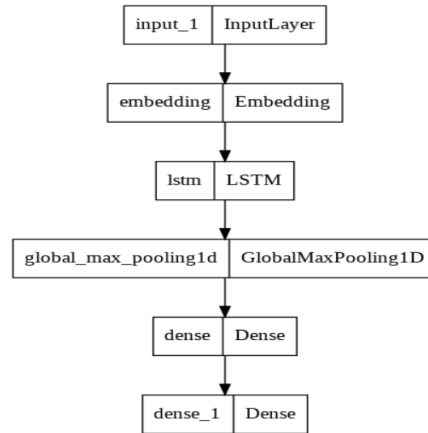 input_1 InputLayer
embedding Embedding
lstm LSTM
global_max_pooling1d GlobalMaxPooling1D
dense Dense
dense_1 Dense